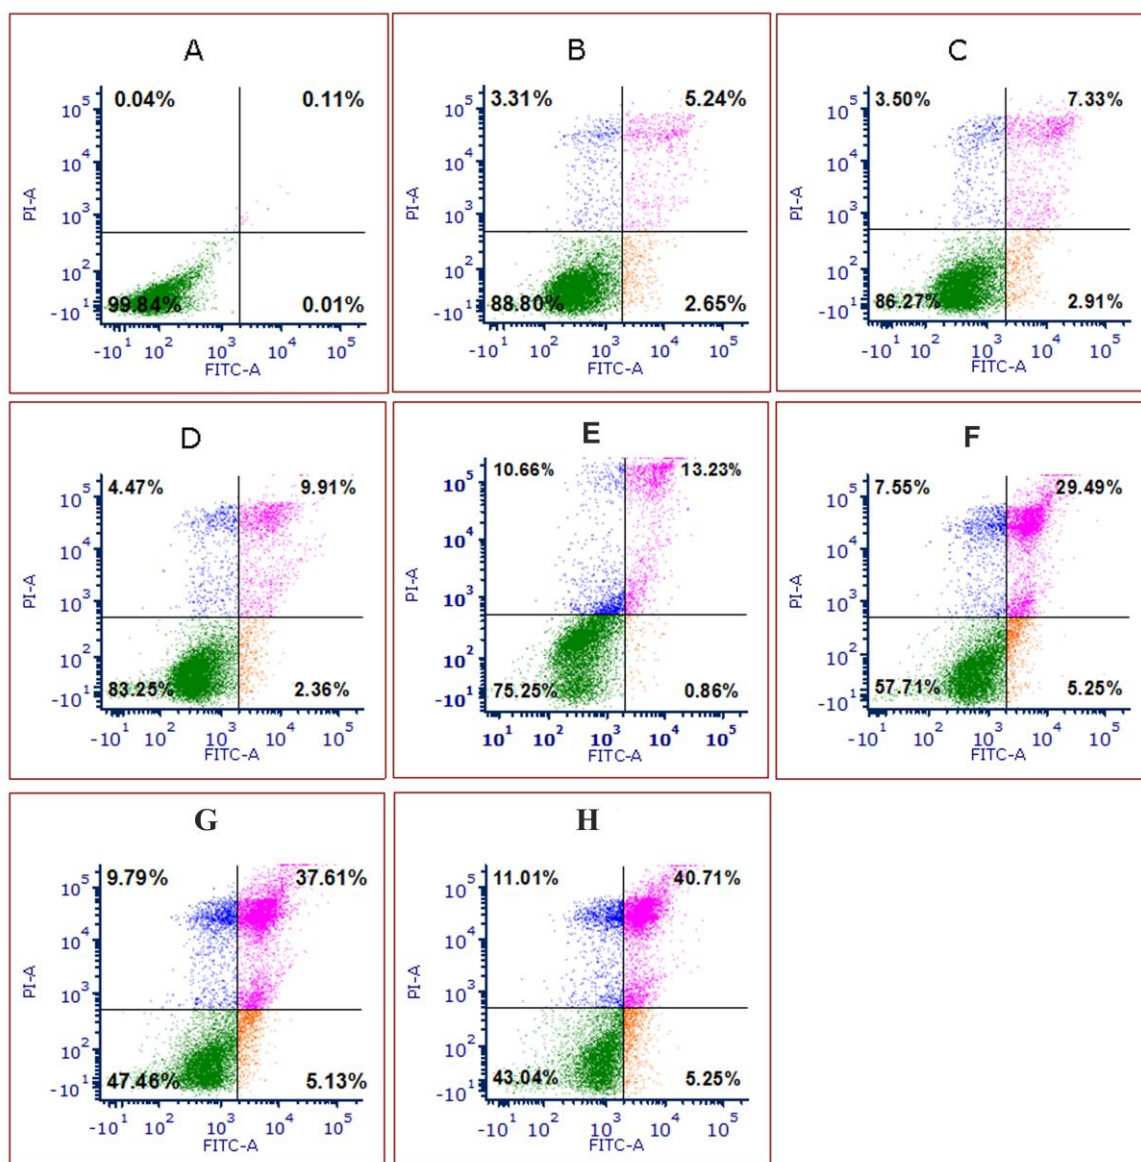 A
0.04% 0.11%
10^5
10^4
10^3
10^2
-10^1
PI-A
99.84% 0.01%
-10^1 10^2 10^3 10^4 10^5
FITC-A
B
3.31% 5.24%
10^5
10^4
10^3
10^2
-10^1
PI-A
88.80% 2.65%
-10^1 10^2 10^3 10^4 10^5
FITC-A
C
3.50% 7.33%
10^5
10^4
10^3
10^2
-10^1
PI-A
86.27% 2.91%
-10^1 10^2 10^3 10^4 10^5
FITC-A
D
4.47% 9.91%
10^5
10^4
10^3
10^2
-10^1
PI-A
83.25% 2.36%
-10^1 10^2 10^3 10^4 10^5
FITC-A
E
10.66% 13.23%
10^5
10^4
10^3
10^2
-10^1
PI-A
75.25% 0.86%
10^1 10^2 10^3 10^4 10^5
FITC-A
F
7.55% 29.49%
10^5
10^4
10^3
10^2
-10^1
PI-A
57.71% 5.25%
-10^1 10^2 10^3 10^4 10^5
FITC-A
G
9.79% 37.61%
10^5
10^4
10^3
10^2
-10^1
PI-A
47.46% 5.13%
-10^1 10^2 10^3 10^4 10^5
FITC-A
H
11.01% 40.71%
10^5
10^4
10^3
10^2
-10^1
PI-A
43.04% 5.25%
-10^1 10^2 10^3 10^4 10^5
FITC-A